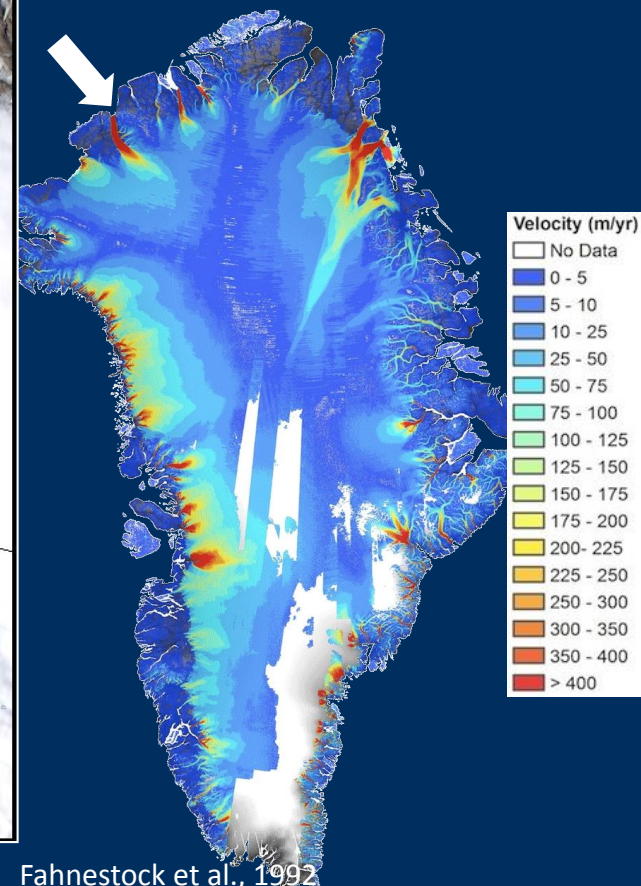 Velocity (m/yr)
No Data
0 - 5
5 - 10
10 - 25
25 - 50
50 - 75
75 - 100
100 - 125
125 - 150
150 - 175
175 - 200
200- 225
225 - 250
250 - 300
300 - 350
350 - 400
> 400
Fahnestock et al., 1992